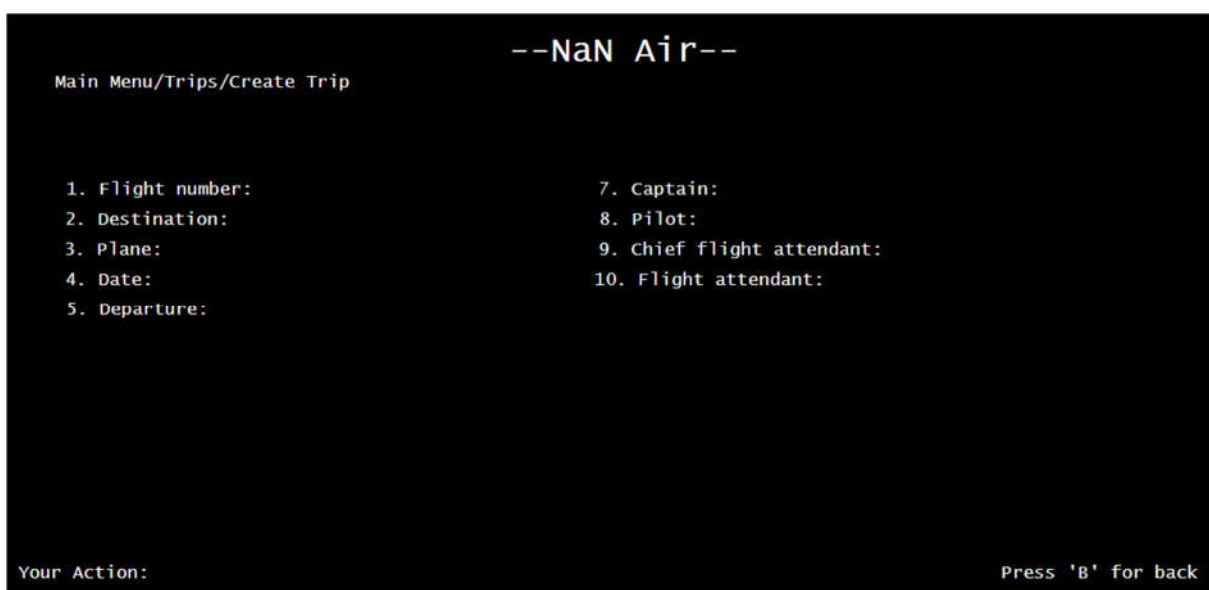 --NaN Air--
Main Menu/Trips/Create Trip
1. Flight number:
2. Destination:
3. Plane:
4. Date:
5. Departure:
7. Captain:
8. Pilot:
9. Chief flight attendant:
10. Flight attendant:
Your Action:
Press 'B' for back